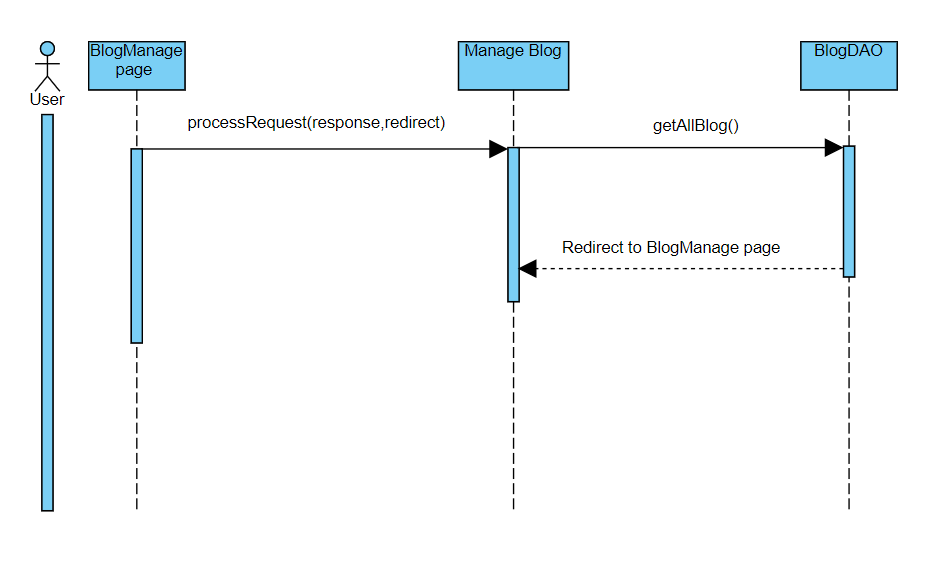 BlogManage
page
Manage Blog
BlogDAO
User
processRequest(response,redirect)
getAllBlog()
Redirect to BlogManage page